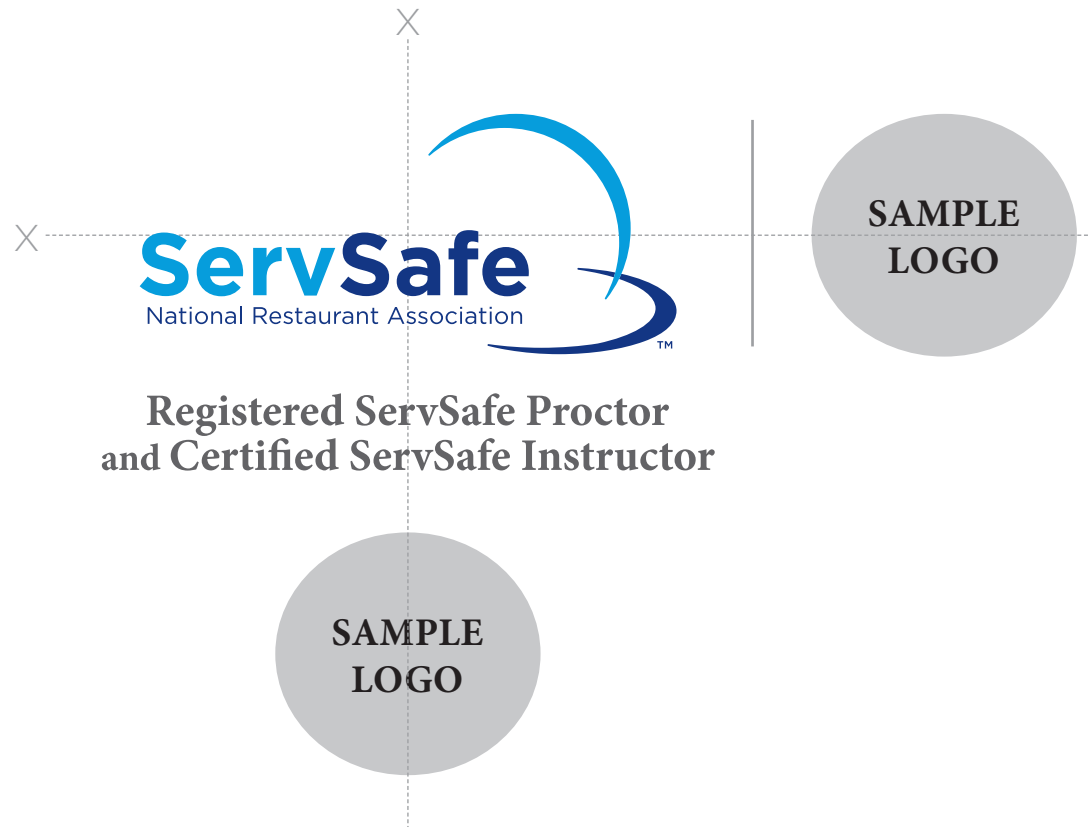 X
X
SAMPLE
LOGO
ServSafe
National Restaurant Association
TM
Registered ServSafe Proctor
and Certified ServSafe Instructor
SAMPLE
LOGO